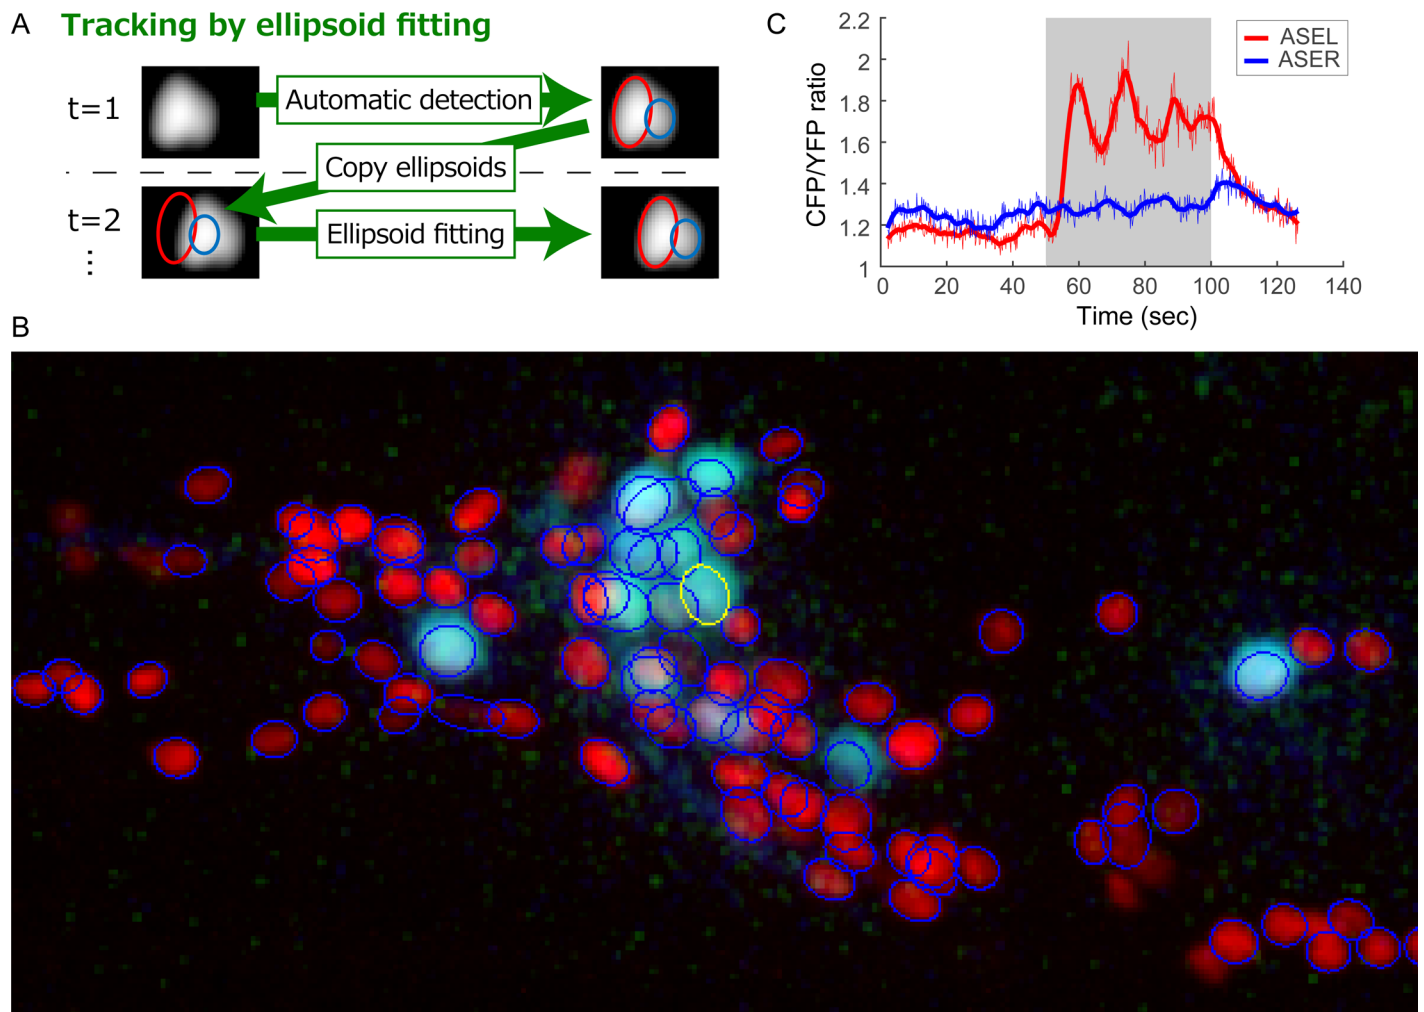 A Tracking by ellipsoid fitting
t=1
Automatic detection
Copy ellipsoids
t=2
Ellipsoid fitting
⋮
C
CFP/YFP ratio
2.2
2
1.8
1.6
1.4
1.2
1
ASEL
ASER
0 20 40 60 80 100 120 140
Time (sec)
B